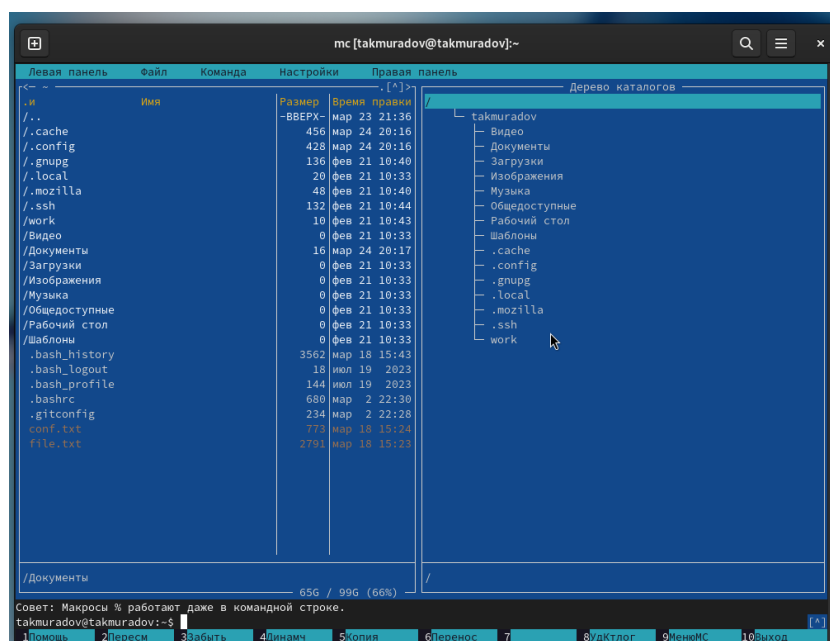 mc [takmuradov@takmuradov]:~
Левая панель Файл Команда Настройки Правая панель
<— ~ .[^]>
.и Имя Размер Время правки
/.. -ВВЕРХ- мар 23 21:36
/.cache 456 мар 24 20:16
/.config 428 мар 24 20:16
/.gnupg 136 фев 21 10:40
/.local 20 фев 21 10:33
/.mozilla 48 фев 21 10:40
/.ssh 132 фев 21 10:44
/work 10 фев 21 10:43
/Видео 0 фев 21 10:33
/Документы 16 мар 24 20:17
/Загрузки 0 фев 21 10:33
/Изображения 0 фев 21 10:33
/Музыка 0 фев 21 10:33
/Общедоступные 0 фев 21 10:33
/Рабочий стол 0 фев 21 10:33
/Шаблоны 0 фев 21 10:33
.bash_history 3562 мар 18 15:43
.bash_logout 18 июл 19 2023
.bash_profile 144 июл 19 2023
.bashrc 680 мар 2 22:30
.gitconfig 234 мар 2 22:28
conf.txt 773 мар 18 15:24
file.txt 2791 мар 18 15:23
/Документы
65G / 99G (66%)
Дерево каталогов
/
takmuradov
Видео
Документы
Загрузки
Изображения
Музыка
Общедоступные
Рабочий стол
Шаблоны
.cache
.config
.gnupg
.local
.mozilla
.ssh
work
/
Совет: Макросы % работают даже в командной строке.
takmuradov@takmuradov:~$ [^]
1Помощь 2Пересм 3Забыть 4Динамч 5Копия 6Перенос 7 8УдКтлог 9МенюMC 10Выход